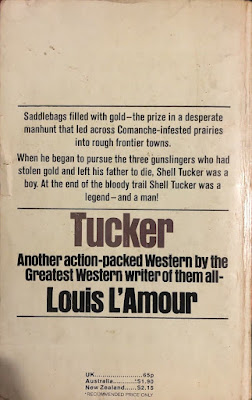 Saddlebags filled with gold—the prize in a desperate
manhunt that led across Comanche-infested prairies
into rough frontier towns.
When he began to pursue the three gunslingers who had
stolen gold and left his father to die, Shell Tucker was a
boy. At the end of the bloody trail Shell Tucker was a
legend—and a man!
Tucker
Another action-packed Western by the
Greatest Western writer of them all-
Louis L'Amour
UK....................65p
Australia..........*$1.95
New Zealand.....$2.10
*RECOMMENDED PRICE ONLY